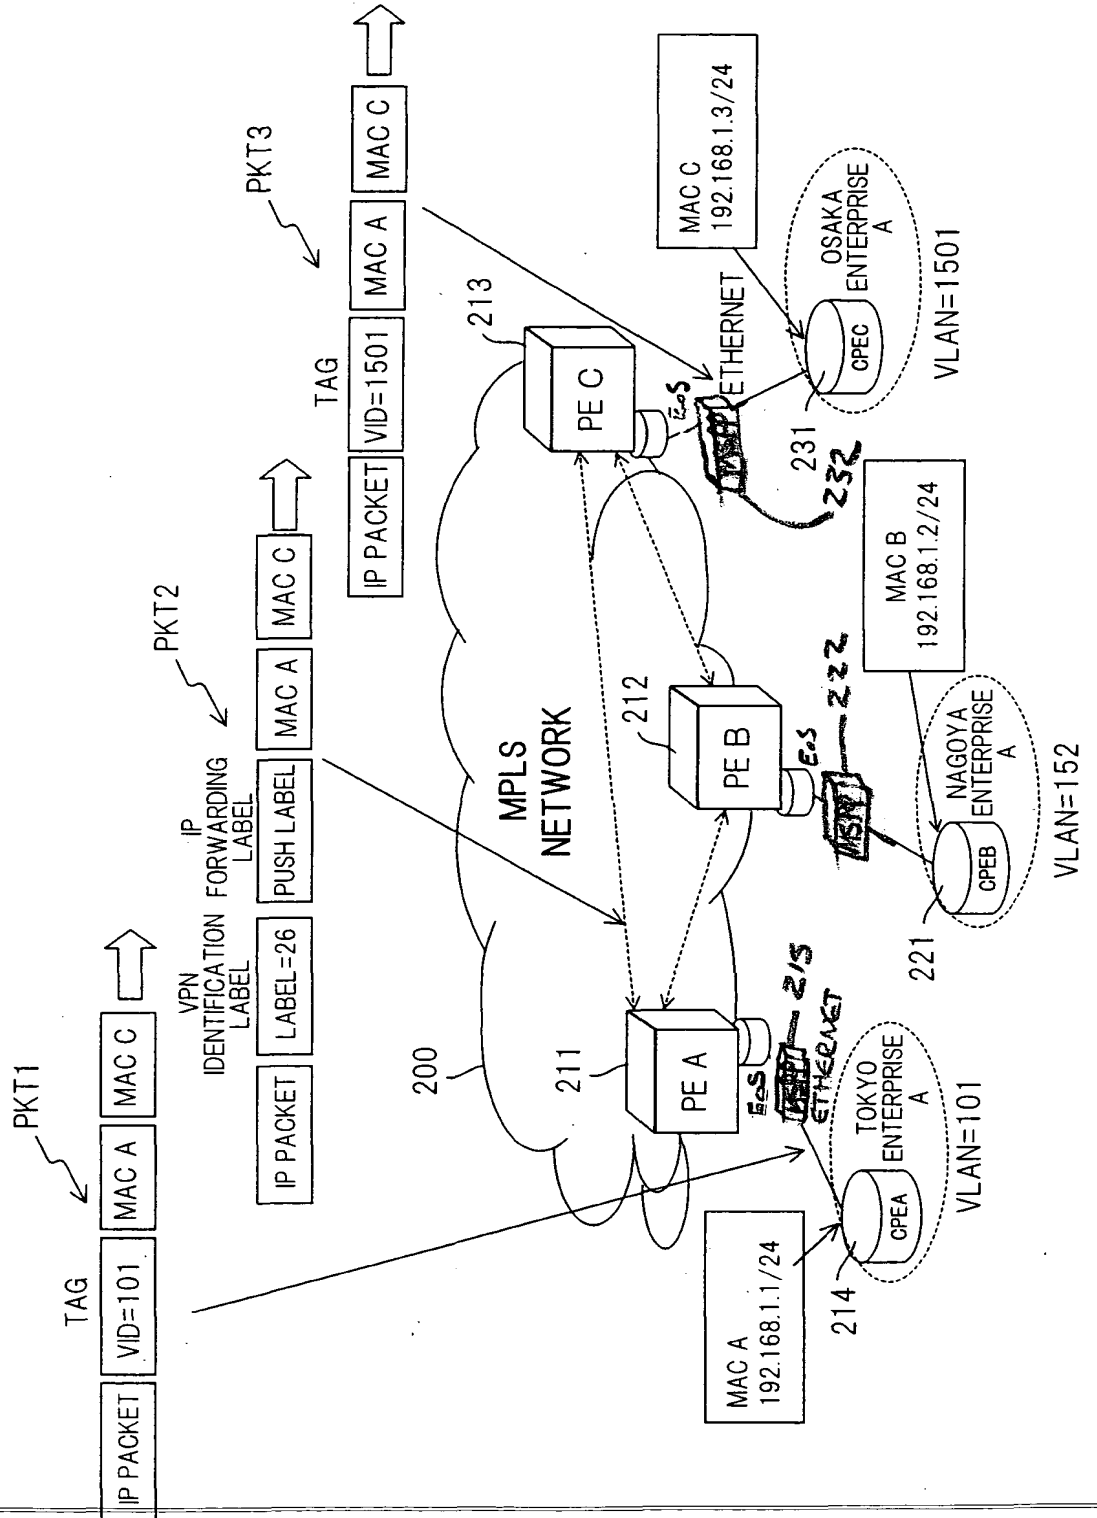 PKT1
TAG
IP PACKET
VID=101
MAC A
MAC C
PKT2
VPN
IDENTIFICATION
LABEL
IP
FORWARDING
LABEL
IP PACKET
LABEL=26
PUSH LABEL
MAC A
MAC C
PKT3
TAG
IP PACKET
VID=1501
MAC A
MAC C
200
MPLS
NETWORK
211
PE A
212
PE B
213
PE C
EoS
MSPP
215
ETHERNET
EoS
MSPP
222
EoS
MSPP
ETHERNET
232
MAC A
192.168.1.1/24
214
CPEA
TOKYO
ENTERPRISE
A
VLAN=101
MAC B
192.168.1.2/24
221
CPEB
NAGOYA
ENTERPRISE
A
VLAN=152
MAC C
192.168.1.3/24
231
CPEC
OSAKA
ENTERPRISE
A
VLAN=1501